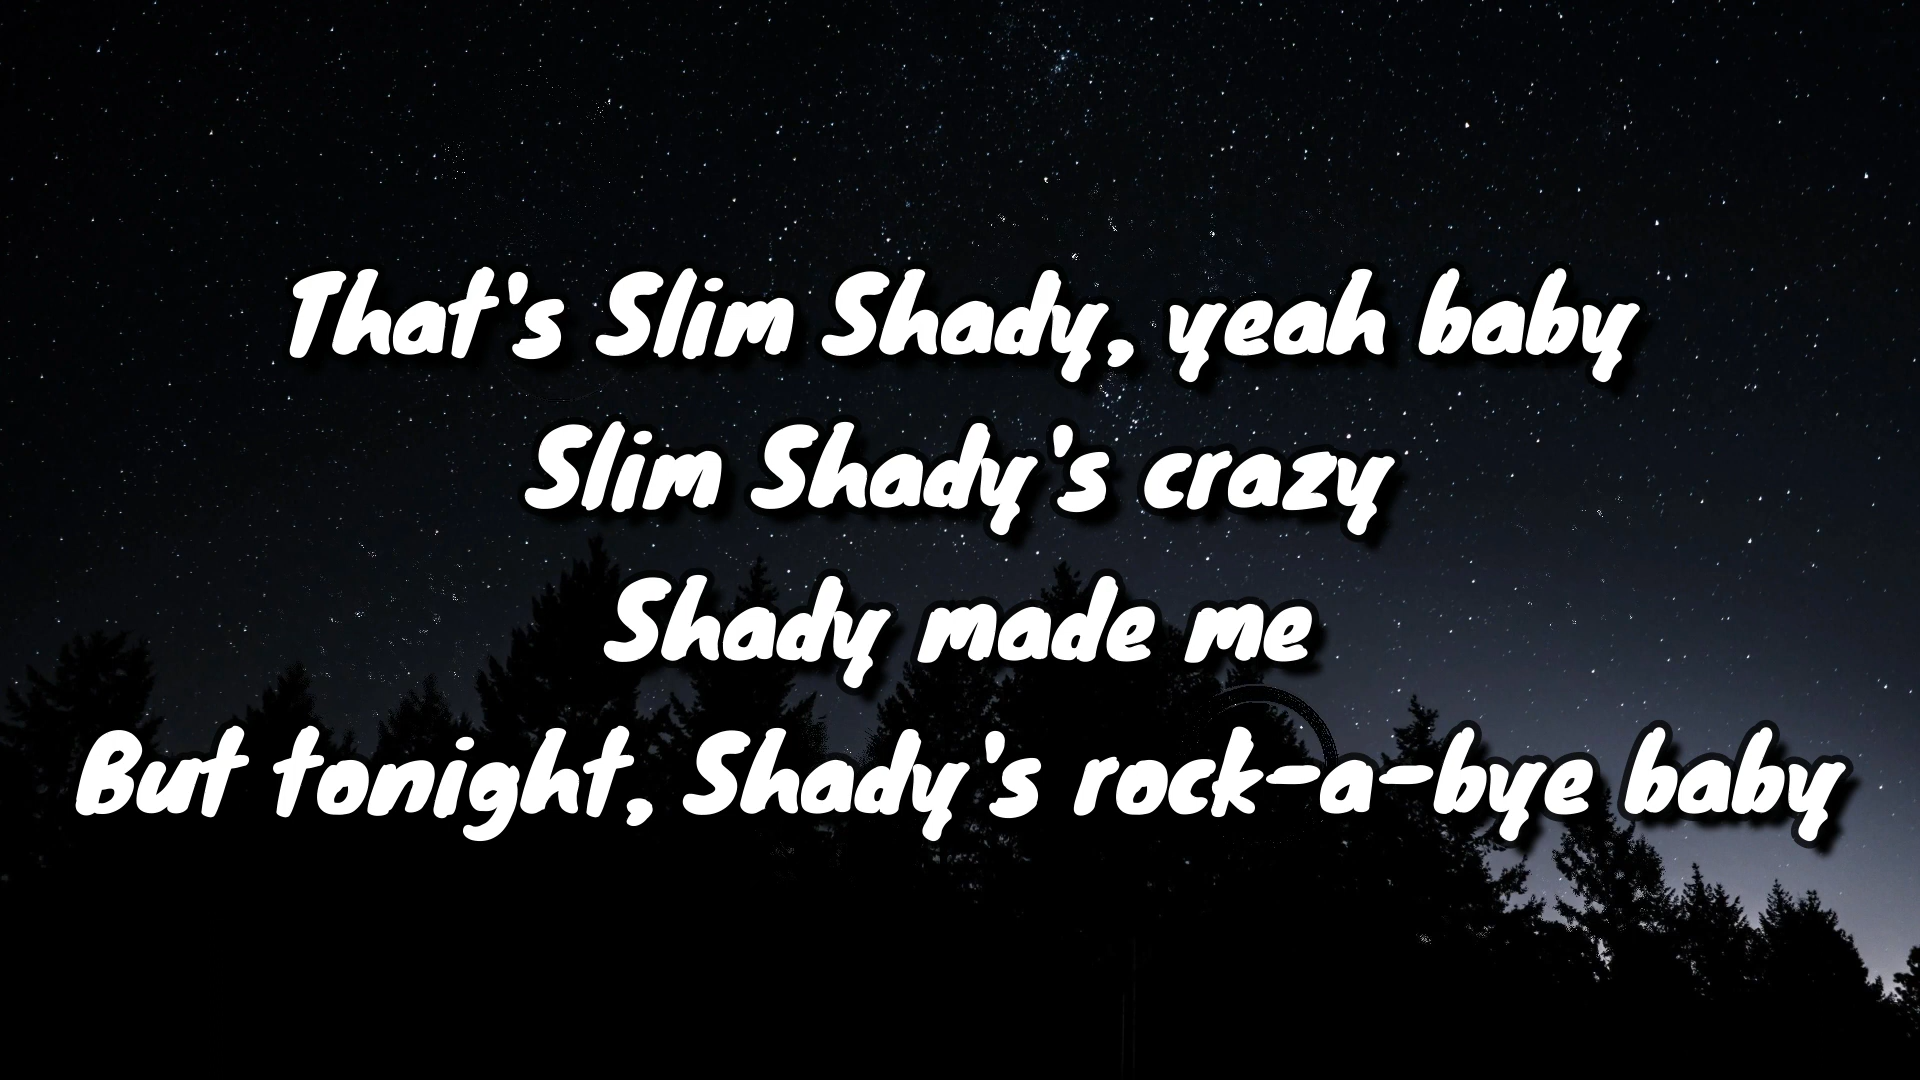 That's Slim Shady, yeah baby
Slim Shady's crazy
Shady made me
But tonight, Shady's rock-a-bye baby